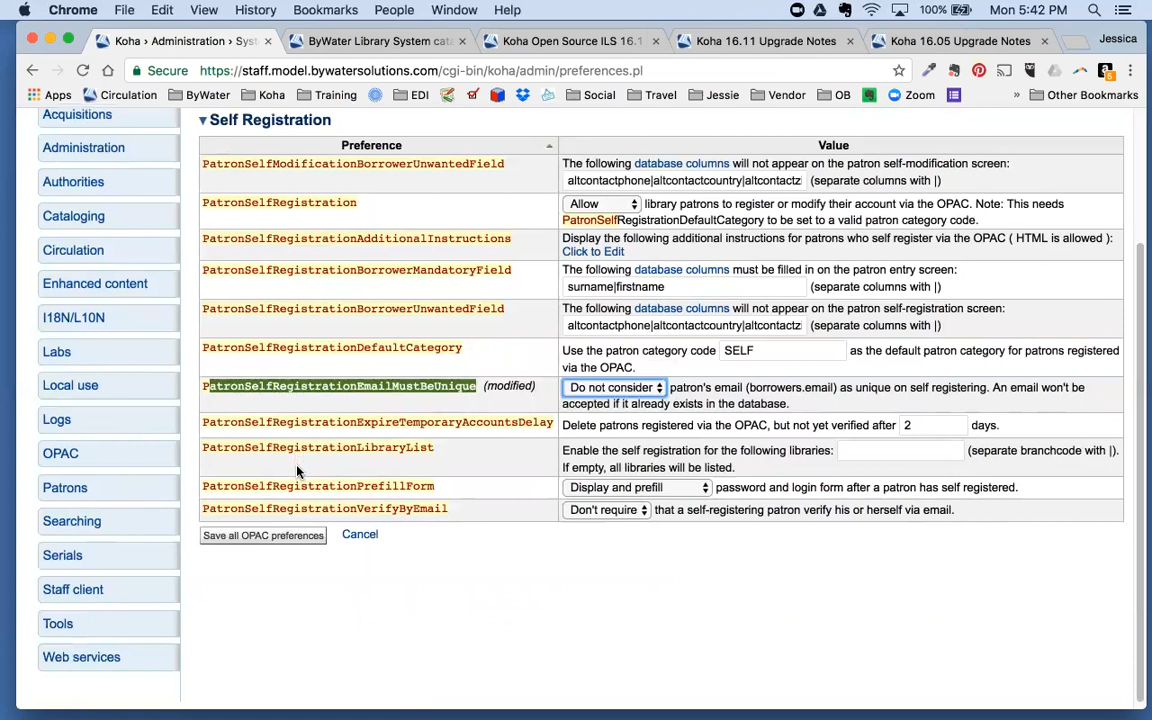 Chrome File Edit View History Bookmarks People Window Help 100% Mon 5:42 PM
Koha › Administration › Syst × ByWater Library System cat × Koha Open Source ILS 16.1 × Koha 16.11 Upgrade Notes × Koha 16.05 Upgrade Notes × Jessica
Secure https://staff.model.bywatersolutions.com/cgi-bin/koha/admin/preferences.pl
Apps Circulation ByWater Koha Training EDI Social Travel Jessie Vendor OB Zoom » Other Bookmarks
Acquisitions
Administration
Authorities
Cataloging
Circulation
Enhanced content
I18N/L10N
Labs
Local use
Logs
OPAC
Patrons
Searching
Serials
Staff client
Tools
Web services
▾ Self Registration
Preference Value
PatronSelfModificationBorrowerUnwantedField The following database columns will not appear on the patron self-modification screen:
altcontactphone|altcontactcountry|altcontactz (separate columns with |)
PatronSelfRegistration Allow library patrons to register or modify their account via the OPAC. Note: This needs
PatronSelfRegistrationDefaultCategory to be set to a valid patron category code.
PatronSelfRegistrationAdditionalInstructions Display the following additional instructions for patrons who self register via the OPAC ( HTML is allowed ):
Click to Edit
PatronSelfRegistrationBorrowerMandatoryField The following database columns must be filled in on the patron entry screen:
surname|firstname (separate columns with |)
PatronSelfRegistrationBorrowerUnwantedField The following database columns will not appear on the patron self-registration screen:
altcontactphone|altcontactcountry|altcontactz (separate columns with |)
PatronSelfRegistrationDefaultCategory Use the patron category code SELF as the default patron category for patrons registered
via the OPAC.
PatronSelfRegistrationEmailMustBeUnique (modified) Do not consider patron's email (borrowers.email) as unique on self registering. An email won't be
accepted if it already exists in the database.
PatronSelfRegistrationExpireTemporaryAccountsDelay Delete patrons registered via the OPAC, but not yet verified after 2 days.
PatronSelfRegistrationLibraryList Enable the self registration for the following libraries: (separate branchcode with |).
If empty, all libraries will be listed.
PatronSelfRegistrationPrefillForm Display and prefill password and login form after a patron has self registered.
PatronSelfRegistrationVerifyByEmail Don't require that a self-registering patron verify his or herself via email.
Save all OPAC preferences Cancel